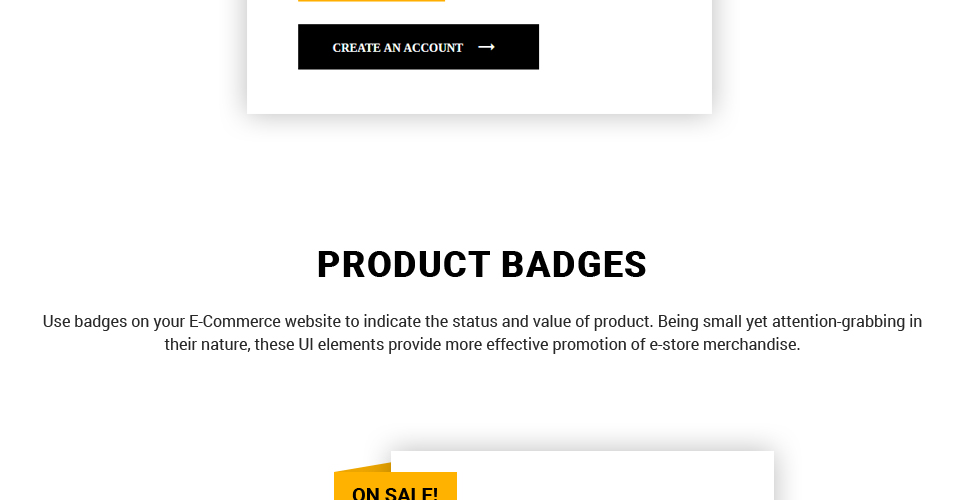 CREATE AN ACCOUNT
PRODUCT BADGES
Use badges on your E-Commerce website to indicate the status and value of product. Being small yet attention-grabbing in
their nature, these UI elements provide more effective promotion of e-store merchandise.
ON SALE!